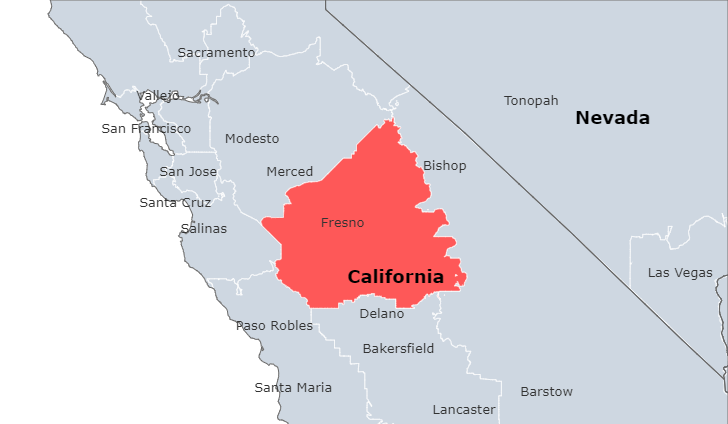 Sacramento
Vallejo
Tonopah
Nevada
San Francisco
Modesto
Bishop
San Jose
Merced
Santa Cruz
Fresno
Salinas
Las Vegas
California
Delano
Paso Robles
Bakersfield
Santa Maria
Barstow
Lancaster